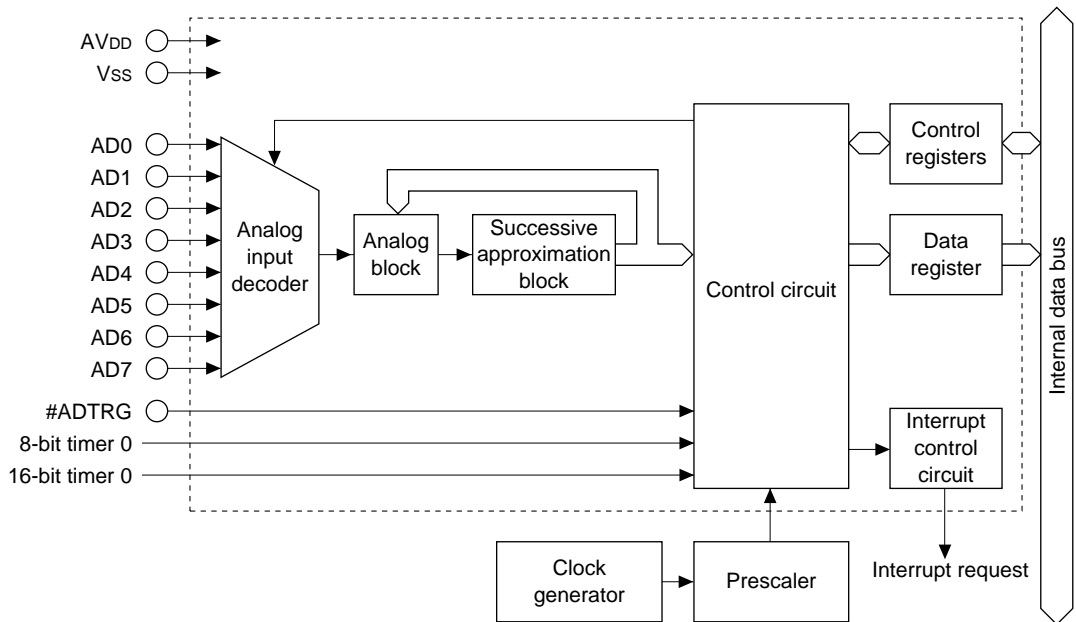 AVDD
VSS
AD0
AD1
AD2
AD3
AD4
AD5
AD6
AD7
#ADTRG
8-bit timer 0
16-bit timer 0
Analog
input
decoder
Analog
block
Successive
approximation
block
Control circuit
Control
registers
Data
register
Interrupt
control
circuit
Internal data bus
Clock
generator
Prescaler
Interrupt request